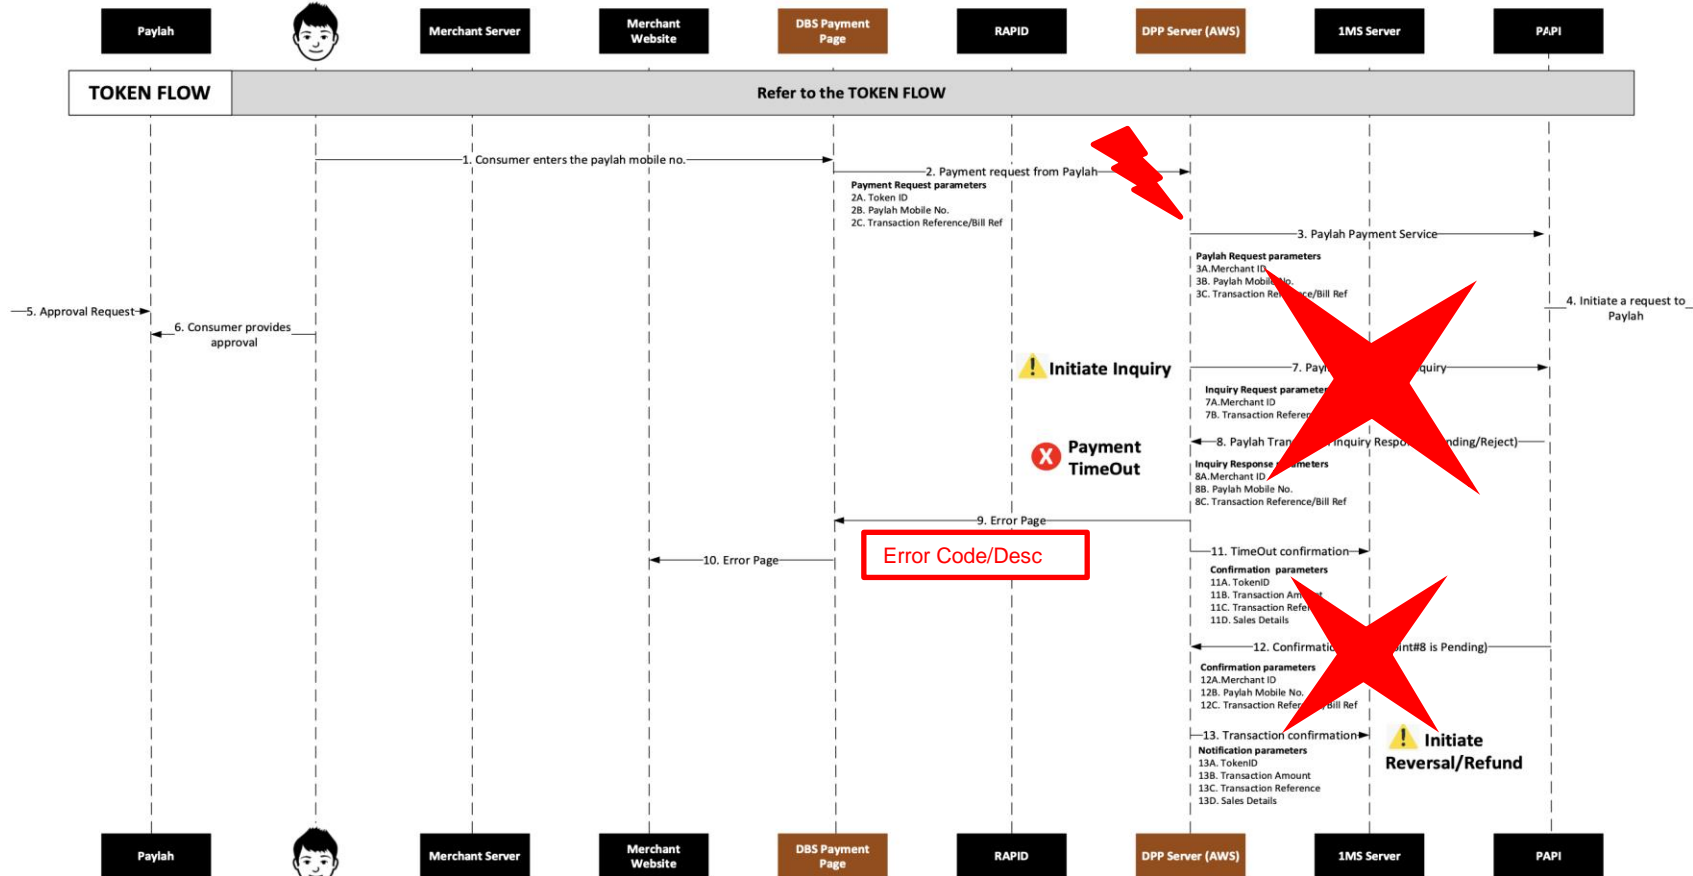 Paylah
Merchant Server
Merchant
Website
DBS Payment
Page
RAPID
DPP Server (AWS)
1MS Server
PAPI
TOKEN FLOW
Refer to the TOKEN FLOW
1. Consumer enters the paylah mobile no.
2. Payment request from Paylah
Payment Request parameters
2A. Token ID
2B. Paylah Mobile No.
2C. Transaction Reference/Bill Ref
3. Paylah Payment Service
Paylah Request parameters
3A.Merchant ID
3B. Paylah Mobile No.
3C. Transaction Reference/Bill Ref
4. Initiate a request to
Paylah
5. Approval Request
6. Consumer provides
approval
Initiate Inquiry
7. Payl
quiry
Inquiry Request parameter
7A.Merchant ID
7B. Transaction Refere
X
Payment
TimeOut
8. Paylah Tran
Inquiry Respo
nding/Reject)
Inquiry Response
meters
8A.Merchant ID
8B. Paylah Mobile No.
8C. Transaction Reference/Bill Ref
9. Error Page
Error Code/Desc
10. Error Page
11. TimeOut confirmation
Confirmation parameters
11A. TokenID
11B. Transaction Am t
11C. Transaction Refe
11D. Sales Details
12. Confirmatio
int#8 is Pending)
Confirmation parameters
12A.Merchant ID
12B. Paylah Mobile No.
12C. Transaction Refer /Bill Ref
13. Transaction confirmation
Notification parameters
13A. TokenID
13B. Transaction Amount
13C. Transaction Reference
13D. Sales Details
Initiate
Reversal/Refund
Paylah
Merchant Server
Merchant
Website
DBS Payment
Page
RAPID
DPP Server (AWS)
1MS Server
PAPI